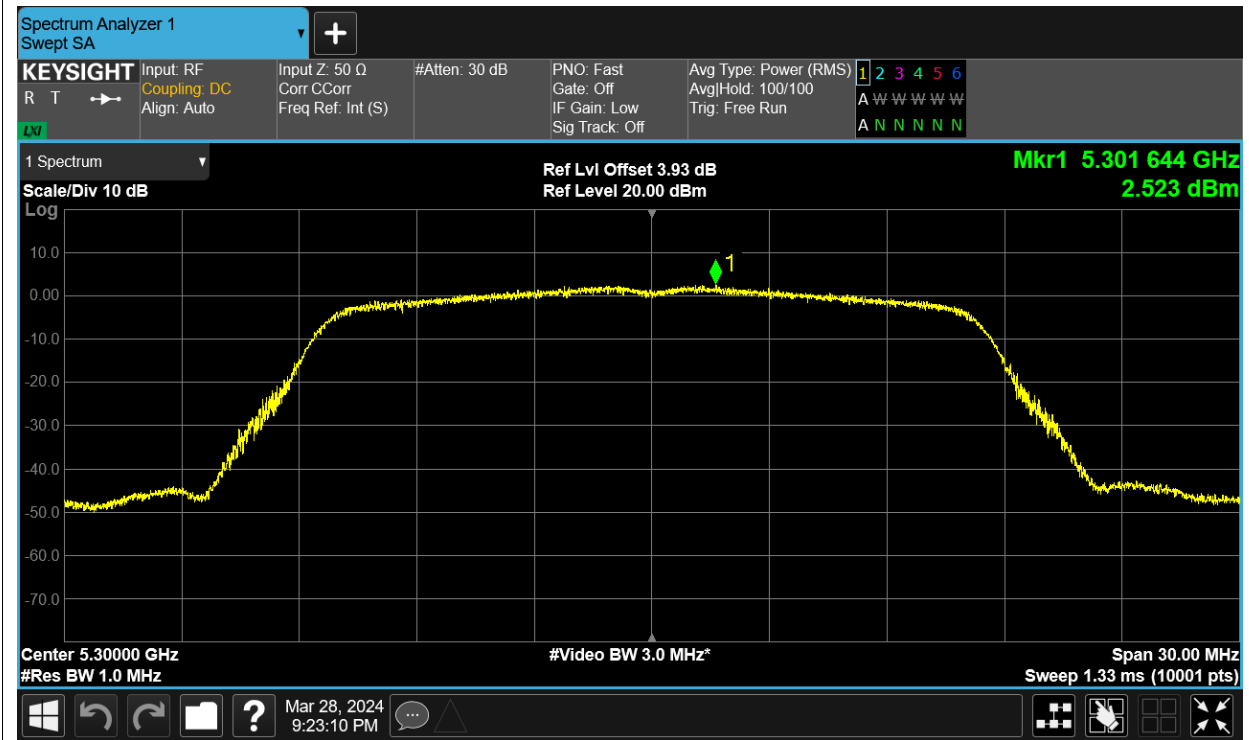 Spectrum Analyzer 1
Swept SA
+
KEYSIGHT
R T
LXI
Input: RF
Coupling: DC
Align: Auto
Input Z: 50 Ω
Corr CCorr
Freq Ref: Int (S)
#Atten: 30 dB
PNO: Fast
Gate: Off
IF Gain: Low
Sig Track: Off
Avg Type: Power (RMS)
Avg|Hold: 100/100
Trig: Free Run
1 2 3 4 5 6
A W W W W W
A N N N N N
1 Spectrum
Scale/Div 10 dB
Log
Ref Lvl Offset 3.93 dB
Ref Level 20.00 dBm
Mkr1 5.301 644 GHz
2.523 dBm
1
10.0
0.00
-10.0
-20.0
-30.0
-40.0
-50.0
-60.0
-70.0
Center 5.30000 GHz
#Res BW 1.0 MHz
#Video BW 3.0 MHz*
Span 30.00 MHz
Sweep 1.33 ms (10001 pts)
?
Mar 28, 2024
9:23:10 PM